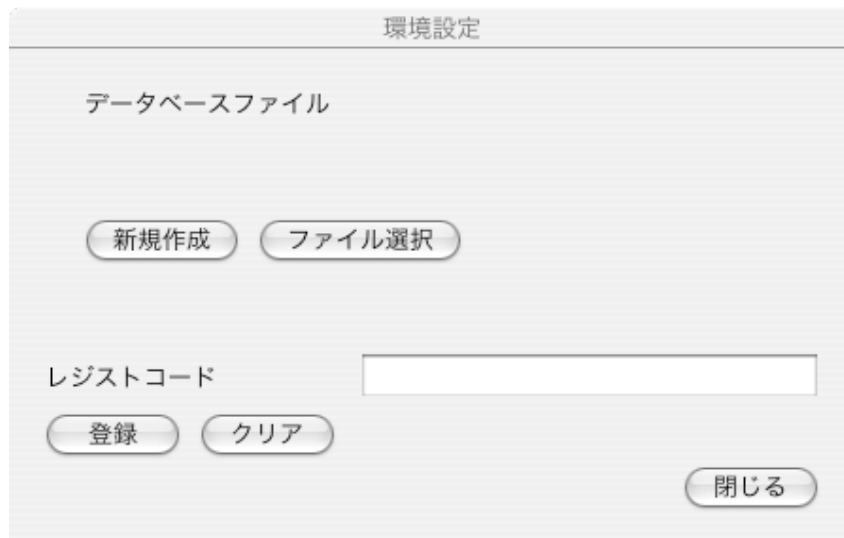 環境設定
データベースファイル
新規作成 ファイル選択
レジストコード
登録 クリア
閉じる